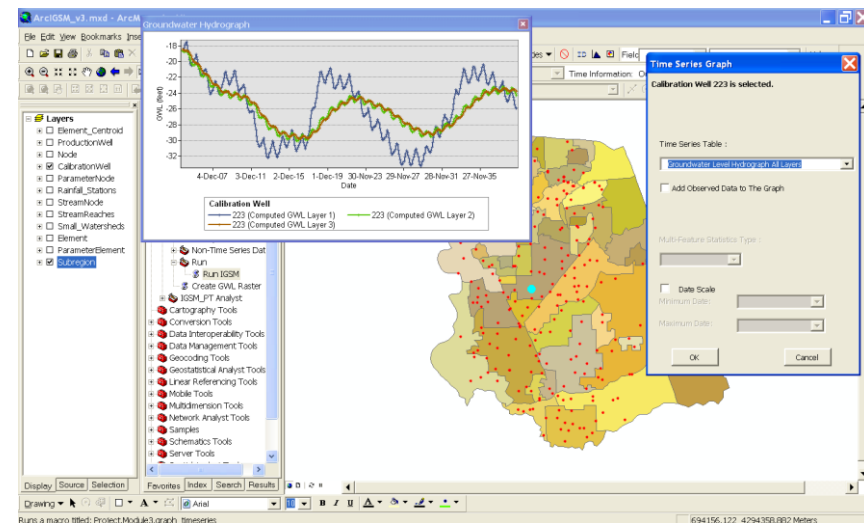 ArcIGSM_v3.mxd - ArcM
File Edit View Bookmarks Inse
Groundwater Hydrograph
-18
-20
-22
-24
-26
-28
-30
-32
GWL (feet)
4-Dec-07 3-Dec-11 2-Dec-15 1-Dec-19 30-Nov-23 29-Nov-27 28-Nov-31 27-Nov-35
Date
Calibration Well
223 (Computed GWL Layer 1)
223 (Computed GWL Layer 2)
223 (Computed GWL Layer 3)
Time Information:
Layers
Element_Centroid
ProductionWell
Node
CalibrationWell
ParameterNode
Rainfall_Stations
StreamNode
StreamReaches
Small_Watersheds
Element
ParameterElement
Subregion
Non-Time Series Dat
Run
Run IGSM
Create GWL Raster
IGSM_PT Analyst
Cartography Tools
Conversion Tools
Data Interoperability Tools
Data Management Tools
Geocoding Tools
Geostatistical Analyst Tools
Linear Referencing Tools
Mobile Tools
Multidimension Tools
Network Analyst Tools
Samples
Schematics Tools
Server Tools
Time Series Graph
Calibration Well 223 is selected.
Time Series Table :
Groundwater Level Hydrograph All Layers
Add Observed Data to The Graph
Multi-Feature Statistics Type :
Date Scale
Minimum Date:
Maximum Date:
OK Cancel
Display Source Selection
Favorites Index Search Results
Drawing A Arial B I U A
Runs a macro titled: Project.Module3.graph_timeseries
694156.122 4294358.882 Meters